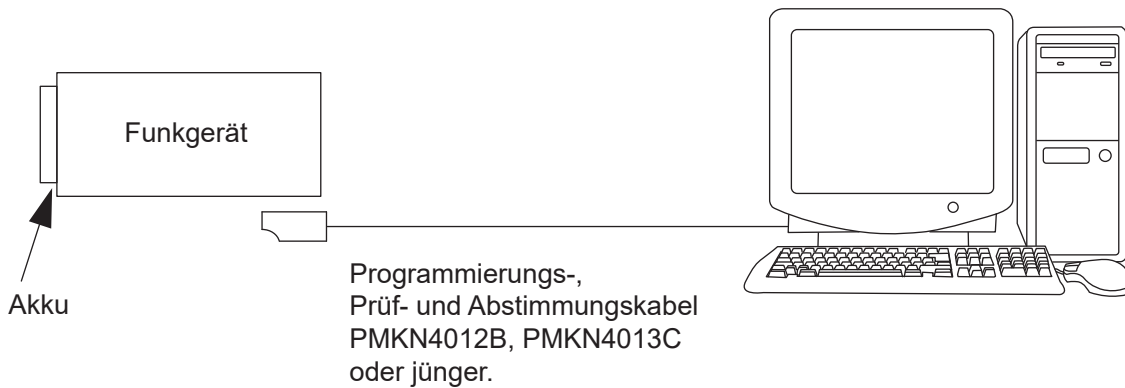 Funkgerät
Akku
Programmierungs-,
Prüf- und Abstimmungskabel
PMKN4012B, PMKN4013C
oder jünger.